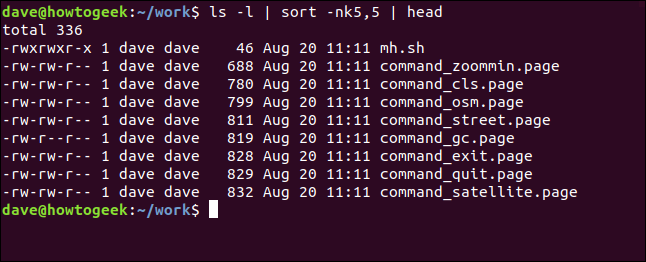 dave@howtogeek:~/work$ ls -l | sort -nk5,5 | head
total 336
-rwxrwxr-x 1 dave dave    46 Aug 20 11:11 mh.sh
-rw-rw-r-- 1 dave dave   688 Aug 20 11:11 command_zoommin.page
-rw-rw-r-- 1 dave dave   780 Aug 20 11:11 command_cls.page
-rw-rw-r-- 1 dave dave   799 Aug 20 11:11 command_osm.page
-rw-rw-r-- 1 dave dave   811 Aug 20 11:11 command_street.page
-rw-r--r-- 1 dave dave   819 Aug 20 11:11 command_gc.page
-rw-rw-r-- 1 dave dave   828 Aug 20 11:11 command_exit.page
-rw-rw-r-- 1 dave dave   829 Aug 20 11:11 command_quit.page
-rw-rw-r-- 1 dave dave   832 Aug 20 11:11 command_satellite.page
dave@howtogeek:~/work$